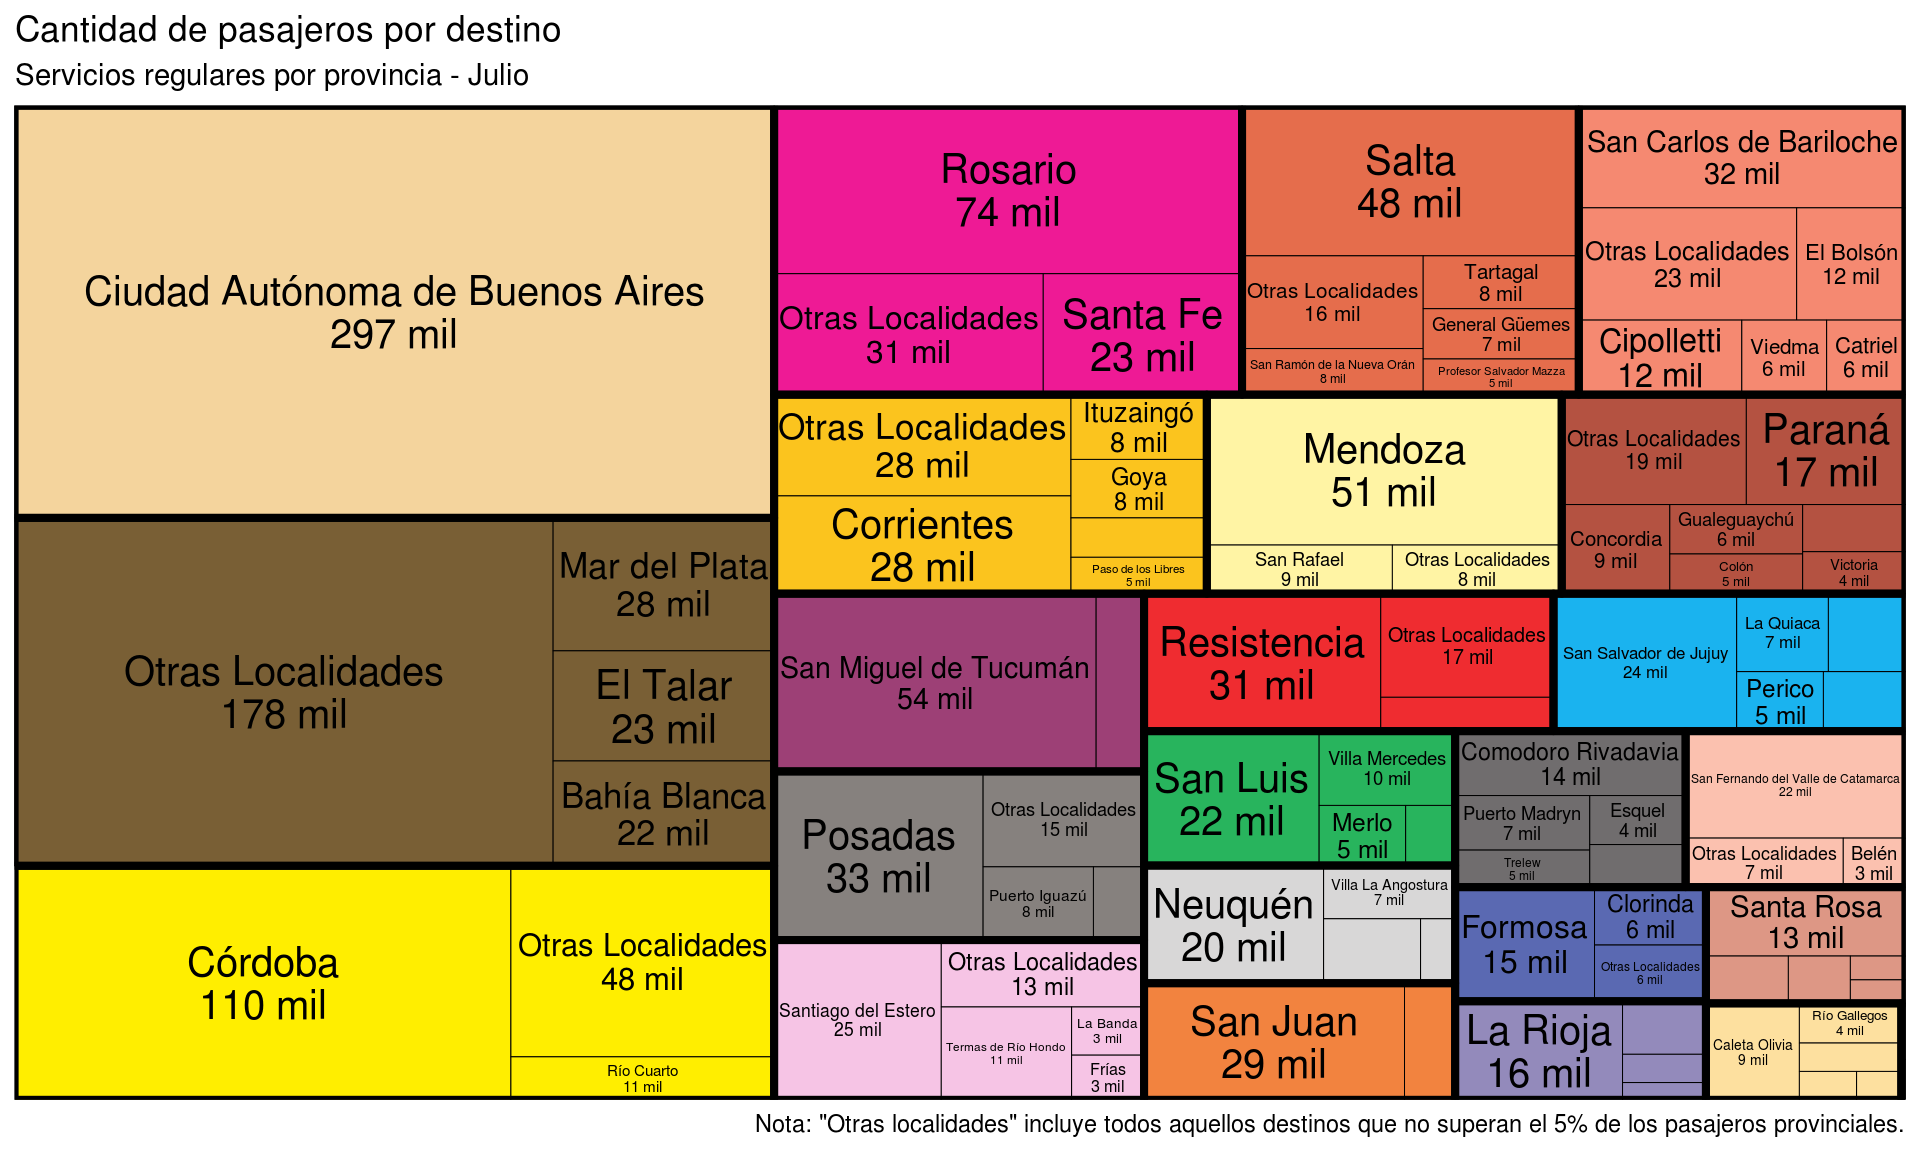 Cantidad de pasajeros por destino
Servicios regulares por provincia - Julio
Ciudad Autónoma de Buenos Aires
297 mil
Otras Localidades
178 mil
Mar del Plata
28 mil
El Talar
23 mil
Bahía Blanca
22 mil
Córdoba
110 mil
Otras Localidades
48 mil
Río Cuarto
11 mil
Rosario
74 mil
Otras Localidades
31 mil
Santa Fe
23 mil
Salta
48 mil
Otras Localidades
16 mil
San Ramón de la Nueva Orán
8 mil
Tartagal
8 mil
General Güemes
7 mil
Profesor Salvador Mazza
5 mil
San Carlos de Bariloche
32 mil
Otras Localidades
23 mil
El Bolsón
12 mil
Cipolletti
12 mil
Viedma
6 mil
Catriel
6 mil
Otras Localidades
28 mil
Corrientes
28 mil
Ituzaingó
8 mil
Goya
8 mil
Paso de los Libres
5 mil
Mendoza
51 mil
San Rafael
9 mil
Otras Localidades
8 mil
Otras Localidades
19 mil
Paraná
17 mil
Concordia
9 mil
Gualeguaychú
6 mil
Colón
5 mil
Victoria
4 mil
San Miguel de Tucumán
54 mil
Resistencia
31 mil
Otras Localidades
17 mil
San Salvador de Jujuy
24 mil
La Quiaca
7 mil
Perico
5 mil
Posadas
33 mil
Otras Localidades
15 mil
Puerto Iguazú
8 mil
San Luis
22 mil
Villa Mercedes
10 mil
Merlo
5 mil
Comodoro Rivadavia
14 mil
Puerto Madryn
7 mil
Trelew
5 mil
Esquel
4 mil
San Fernando del Valle de Catamarca
22 mil
Otras Localidades
7 mil
Belén
3 mil
Santiago del Estero
25 mil
Otras Localidades
13 mil
Termas de Río Hondo
11 mil
La Banda
3 mil
Frías
3 mil
Neuquén
20 mil
Villa La Angostura
7 mil
Formosa
15 mil
Clorinda
6 mil
Otras Localidades
6 mil
Santa Rosa
13 mil
San Juan
29 mil
La Rioja
16 mil
Caleta Olivia
9 mil
Río Gallegos
4 mil
Nota: "Otras localidades" incluye todos aquellos destinos que no superan el 5% de los pasajeros provinciales.